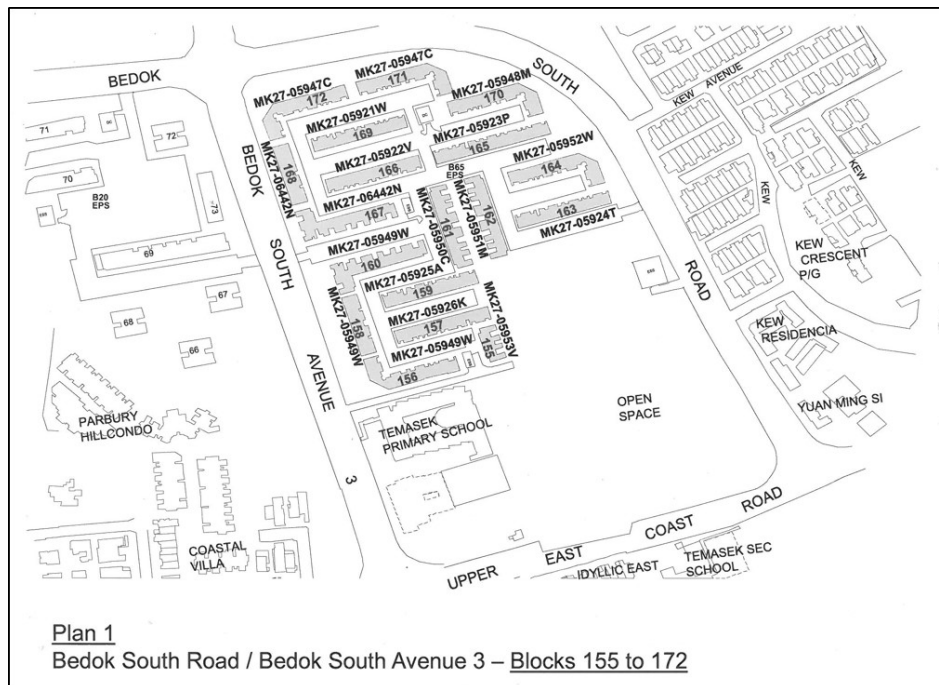 BEDOK
SOUTH
ROAD
MK27-05947C
172
MK27-05947C
171
MK27-05948M
170
MK27-05921W
169
MK27-05923P
165
MK27-05922V
166
B65
EPS
MK27-05952W
164
MK27-06442N
168
MK27-06442N
167
MK27-05950C
161
MK27-05951M
162
163
MK27-05924T
MK27-05949W
160
MK27-05925A
159
MK27-05926K
157
MK27-05949W
158
MK27-05949W
156
MK27-05953V
155
BEDOK
SOUTH
AVENUE
3
71
72
70
B20
EPS
73
69
67
68
66
PARBURY
HILLCONDO
COASTAL
VILLA
TEMASEK
PRIMARY SCHOOL
OPEN
SPACE
KEW
AVENUE
KEW
KEW
KEW
CRESCENT
P/G
KEW
RESIDENCIA
YUAN MING SI
UPPER
EAST
COAST
ROAD
IDYLLIC EAST
TEMASEK SEC
SCHOOL
Plan 1
Bedok South Road / Bedok South Avenue 3 – Blocks 155 to 172